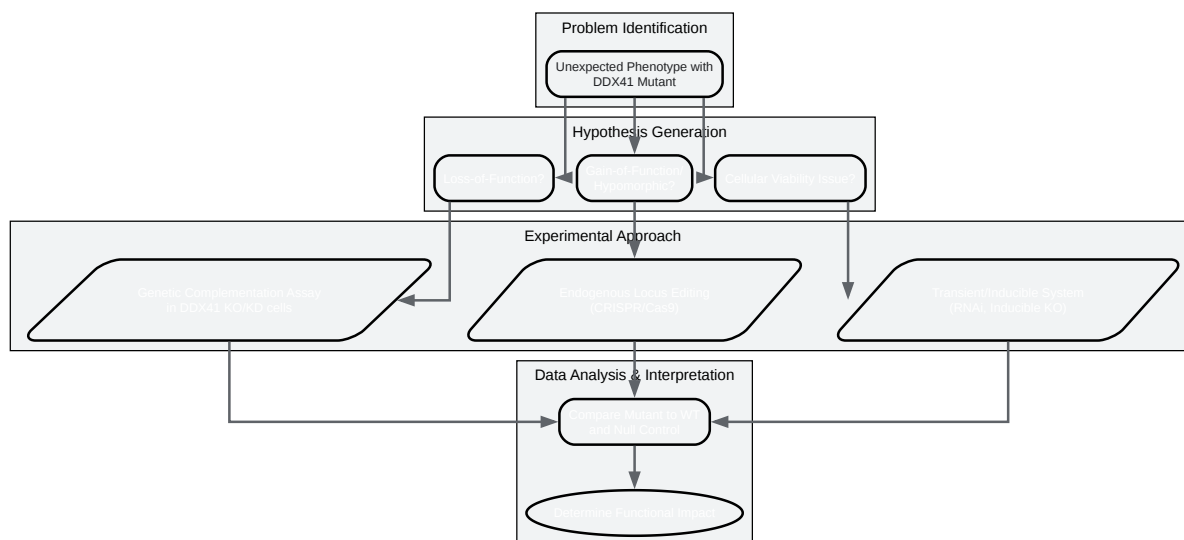 Problem Identification
Unexpected Phenotype with
DDX41 Mutant
Hypothesis Generation
Loss-of-Function?
Gain-of-Function/
Hypomorphic?
Cellular Viability Issue?
Experimental Approach
Genetic Complementation Assay
in DDX41 KO/KD cells
Endogenous Locus Editing
(CRISPR/Cas9)
Transient/Inducible System
(RNAi, Inducible KO)
Data Analysis & Interpretation
Compare Mutant to WT
and Null Control
Determine Functional Impact